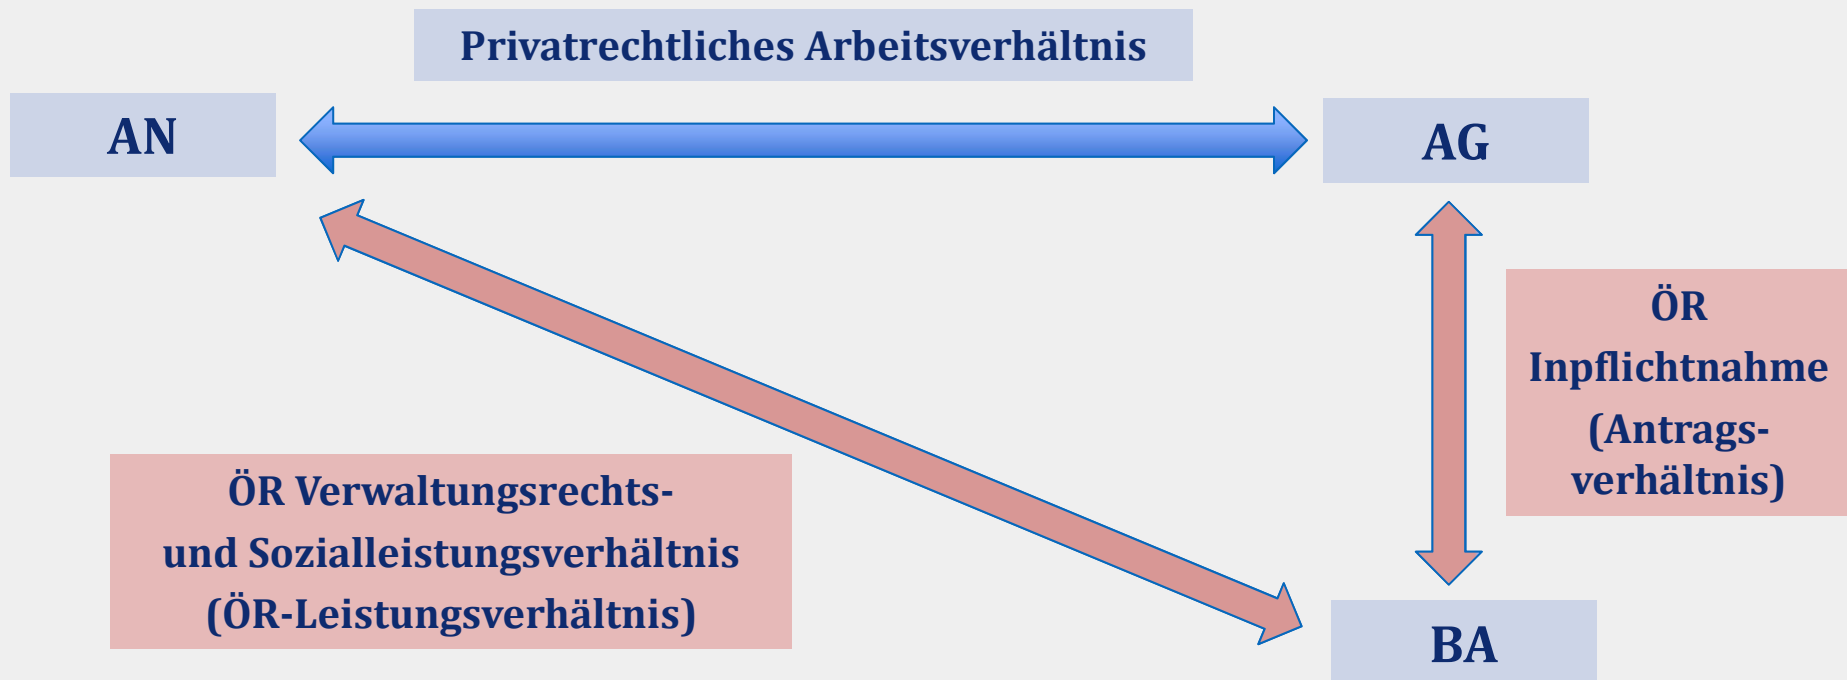 Privatrechtliches Arbeitsverhältnis
AN
AG
ÖR
Inpflichtnahme
(Antrags-
verhältnis)
ÖR Verwaltungsrechts-
und Sozialleistungsverhältnis
(ÖR-Leistungsverhältnis)
BA